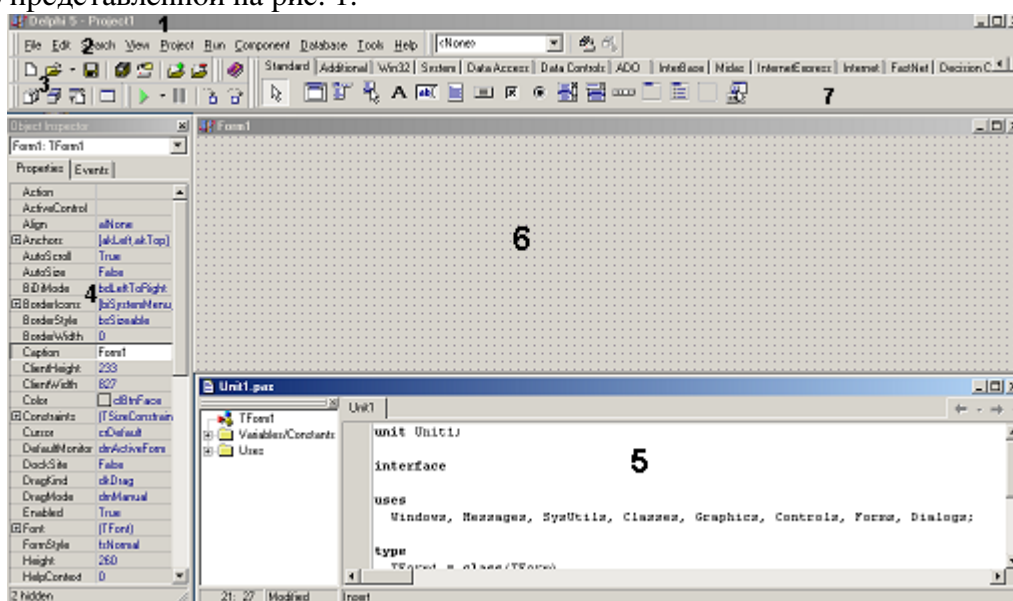 представленной на рис. 1.
Delphi 5 - Project1
1
File Edit Search View Project Run Component Database Tools Help <None>
2
Standard Additional Win32 System Data Access Data Controls ADO InterBase Midas InternetExpress Internet FastNet Decision C
3
7
Object Inspector
Form1: TForm1
Properties Events
Action
ActiveControl
Align alNone
Anchors [akLeft,akTop]
AutoScroll True
AutoSize False
BiDiMode bdLeftToRight
4
BorderIcons [biSystemMenu,
BorderStyle bsSizeable
BorderWidth 0
Caption Form1
ClientHeight 233
ClientWidth 827
Color clBtnFace
Constraints (TSizeConstrain
Cursor crDefault
DefaultMonitor dmActiveForm
DockSite False
DragKind dkDrag
DragMode dmManual
Enabled True
Font (TFont)
FormStyle fsNormal
Height 260
HelpContext 0
2 hidden
Form1
6
Unit1.pas
TForm1
Variables/Constants
Uses
Unit1
unit Unit1;
interface
5
uses
Windows, Messages, SysUtils, Classes, Graphics, Controls, Forms, Dialogs;
type
TForm1 = class(TForm)
21: 27 Modified Insert